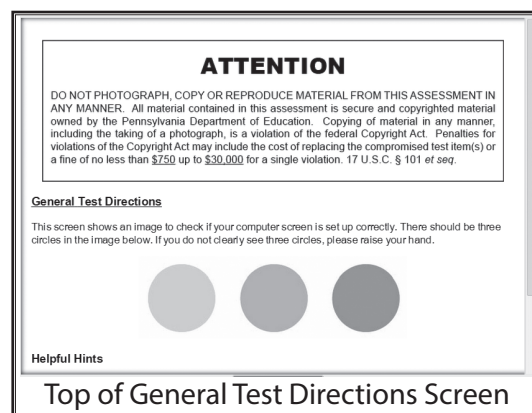 ATTENTION
DO NOT PHOTOGRAPH, COPY OR REPRODUCE MATERIAL FROM THIS ASSESSMENT IN
ANY MANNER. All material contained in this assessment is secure and copyrighted material
owned by the Pennsylvania Department of Education. Copying of material in any manner,
including the taking of a photograph, is a violation of the federal Copyright Act. Penalties for
violations of the Copyright Act may include the cost of replacing the compromised test item(s) or
a fine of no less than $750 up to $30,000 for a single violation. 17 U.S.C. § 101 et seq.
General Test Directions
This screen shows an image to check if your computer screen is set up correctly. There should be three
circles in the image below. If you do not clearly see three circles, please raise your hand.
Helpful Hints
Top of General Test Directions Screen